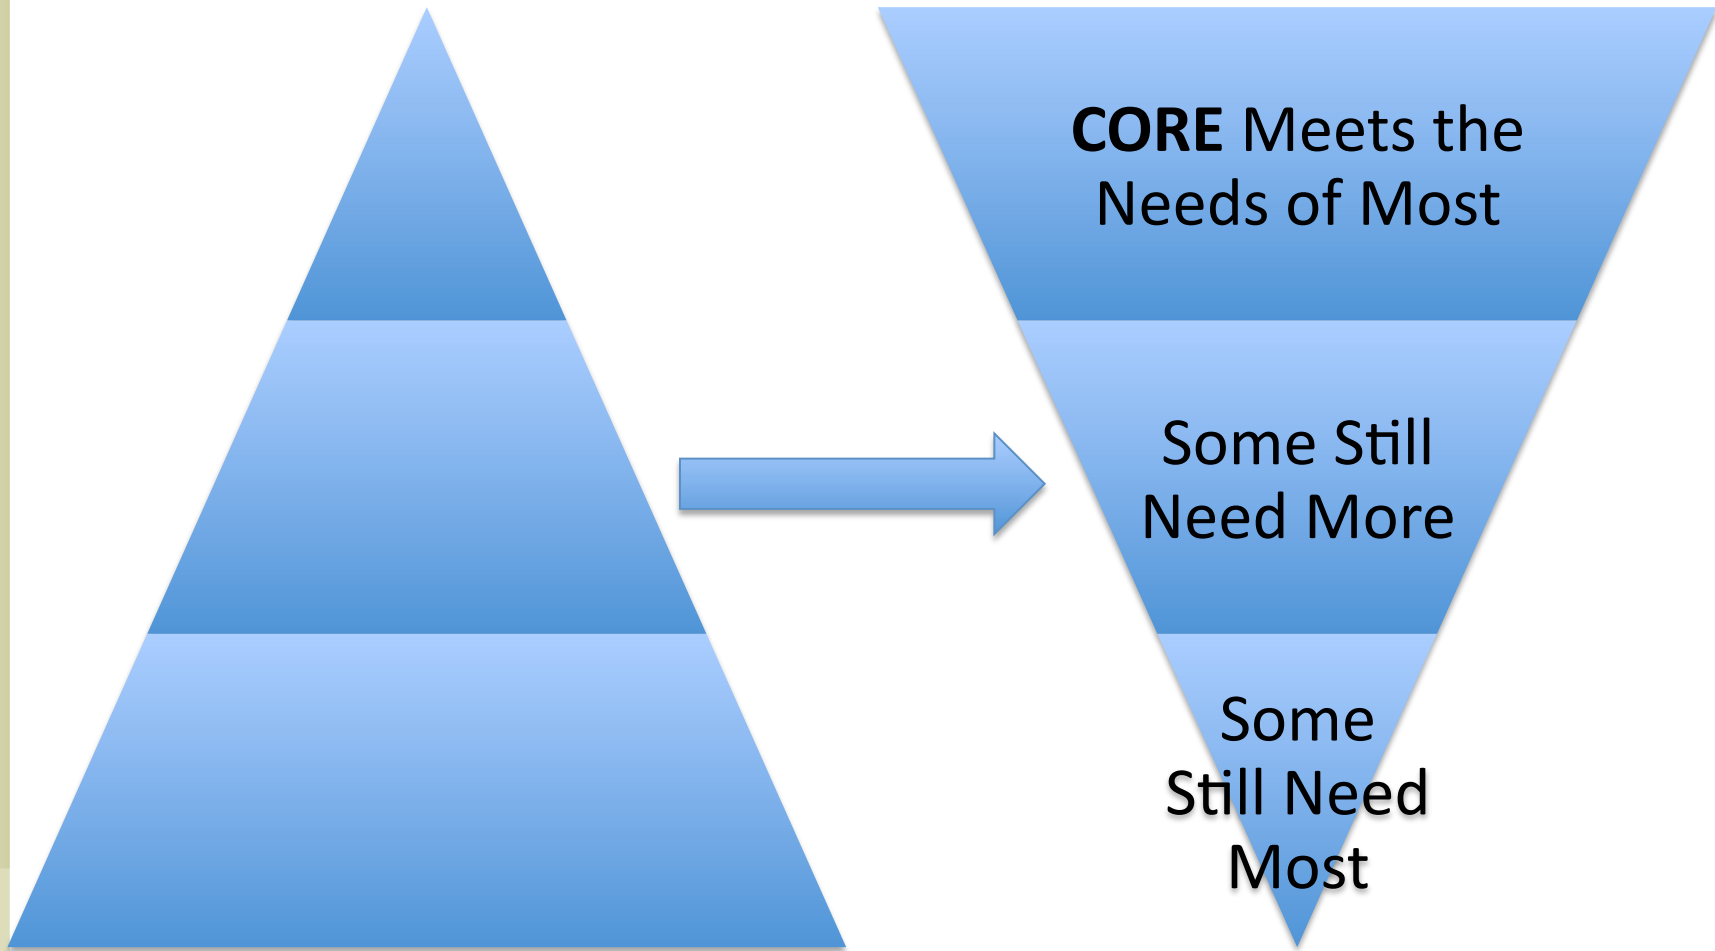 CORE Meets the
Needs of Most
Some Still
Need More
Some
Still Need
Most